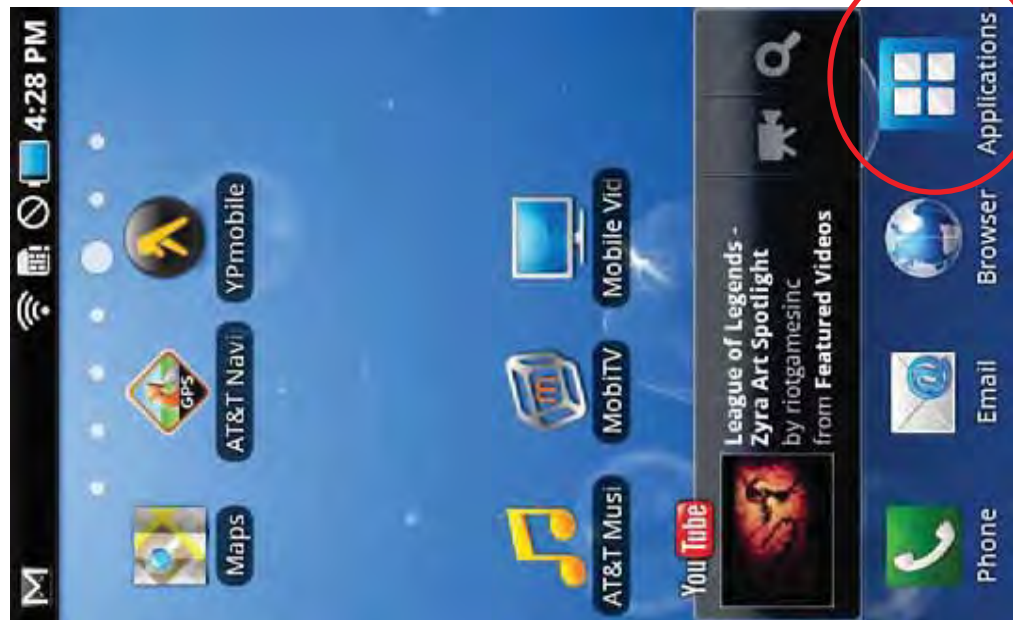 4:28 PM
Maps
AT&T Navi
GPS
YPmobile
AT&T Musi
MobiTV
m
Mobile Vid
YouTube
League of Legends -
Zyra Art Spotlight
by riotgamesinc
from Featured Videos
Phone
Email
@
Browser
Applications